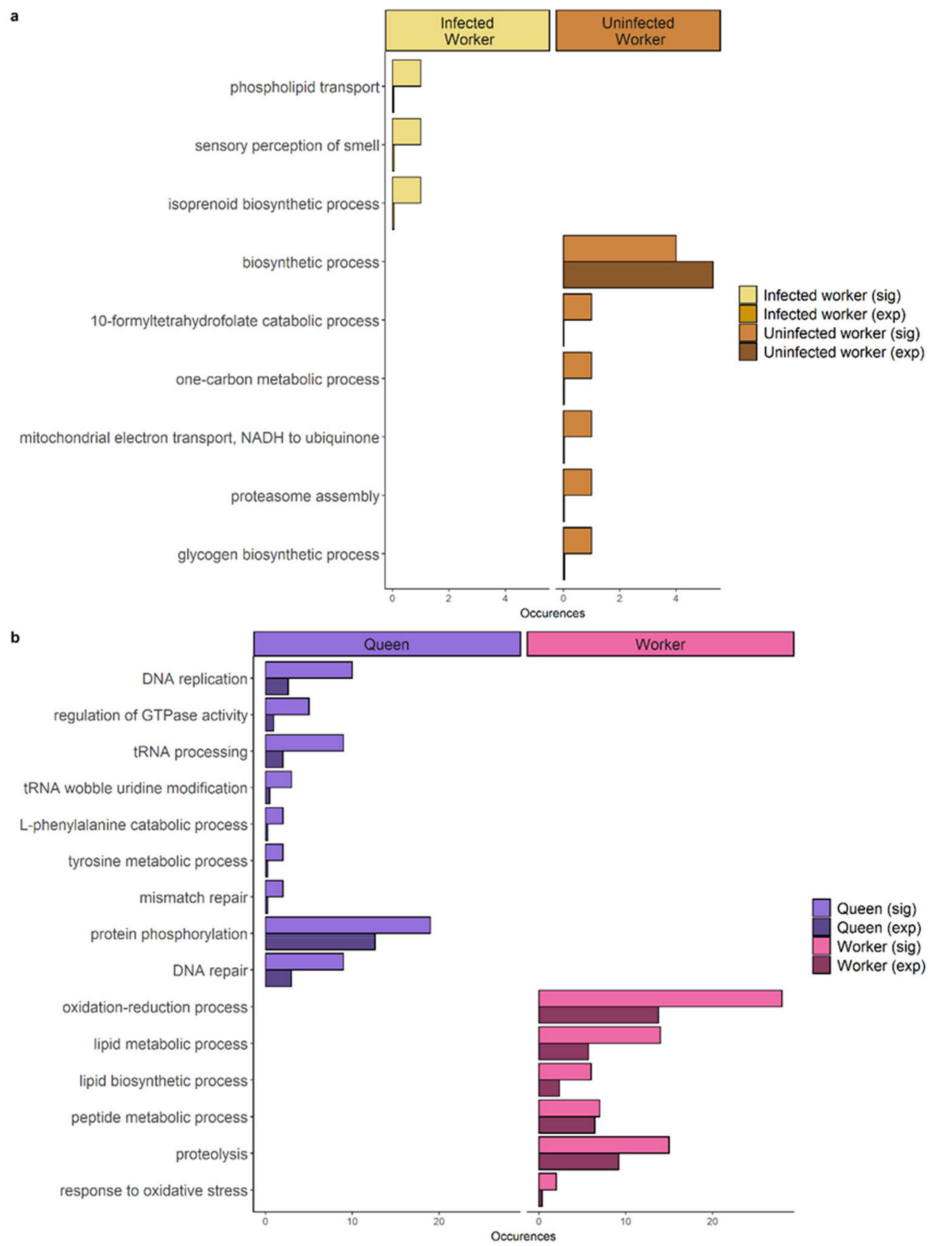 a
Infected
Worker
Uninfected
Worker
phospholipid transport
sensory perception of smell
isoprenoid biosynthetic process
biosynthetic process
10-formyltetrahydrofolate catabolic process
one-carbon metabolic process
mitochondrial electron transport, NADH to ubiquinone
proteasome assembly
glycogen biosynthetic process
Infected worker (sig)
Infected worker (exp)
Uninfected worker (sig)
Uninfected worker (exp)
0 2 4 0 2 4
Occurences
b
Queen
Worker
DNA replication
regulation of GTPase activity
tRNA processing
tRNA wobble uridine modification
L-phenylalanine catabolic process
tyrosine metabolic process
mismatch repair
protein phosphorylation
DNA repair
oxidation-reduction process
lipid metabolic process
lipid biosynthetic process
peptide metabolic process
proteolysis
response to oxidative stress
Queen (sig)
Queen (exp)
Worker (sig)
Worker (exp)
0 10 20 0 10 20
Occurences